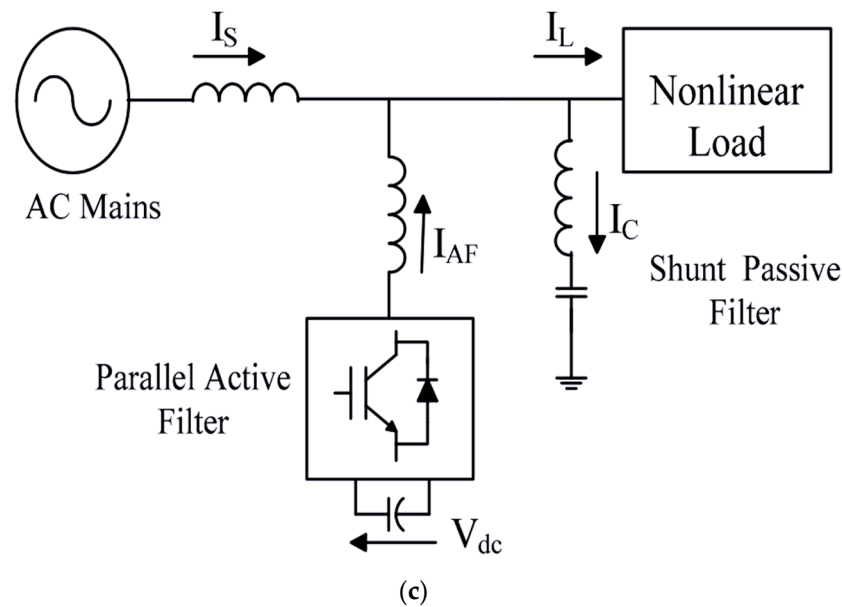 I_S
I_L
Nonlinear
Load
AC Mains
I_AF
I_C
Shunt Passive
Filter
Parallel Active
Filter
V_dc
(c)